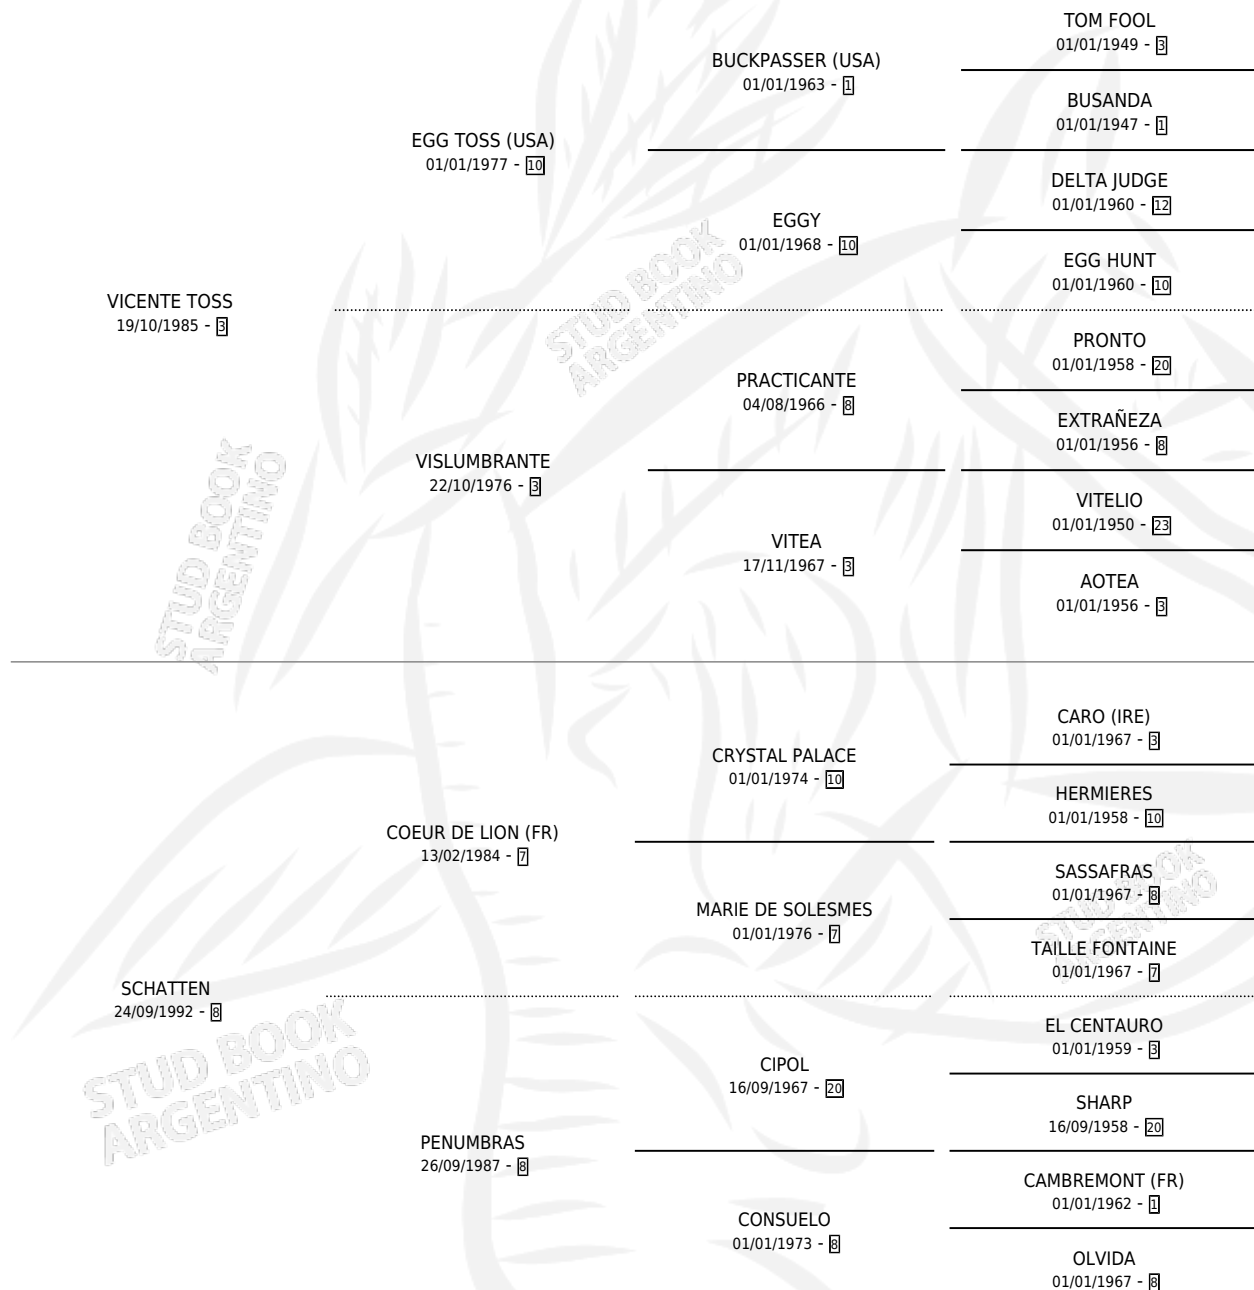 TOM FOOL
01/01/1949 - 3
BUCKPASSER (USA)
01/01/1963 - 1
BUSANDA
01/01/1947 - 1
EGG TOSS (USA)
01/01/1977 - 10
DELTA JUDGE
01/01/1960 - 12
EGGY
01/01/1968 - 10
EGG HUNT
01/01/1960 - 10
VICENTE TOSS
19/10/1985 - 3
PRONTO
01/01/1958 - 20
PRACTICANTE
04/08/1966 - 8
EXTRAÑEZA
01/01/1956 - 8
VISLUMBRANTE
22/10/1976 - 3
VITELIO
01/01/1950 - 23
VITEA
17/11/1967 - 3
AOTEA
01/01/1956 - 3
STUD BOOK
ARGENTINO
STUD BOOK
ARGENTINO
CARO (IRE)
01/01/1967 - 3
CRYSTAL PALACE
01/01/1974 - 10
HERMIERES
01/01/1958 - 10
COEUR DE LION (FR)
13/02/1984 - 7
SASSAFRAS
01/01/1967 - 8
MARIE DE SOLESMES
01/01/1976 - 7
TAILLE FONTAINE
01/01/1967 - 7
SCHATTEN
24/09/1992 - 8
EL CENTAURO
01/01/1959 - 3
CIPOL
16/09/1967 - 20
SHARP
16/09/1958 - 20
PENUMBRAS
26/09/1987 - 8
CAMBREMONT (FR)
01/01/1962 - 1
CONSUELO
01/01/1973 - 8
OLVIDA
01/01/1967 - 8
STUD BOOK
ARGENTINO
STUD BOOK
ARGENTINO